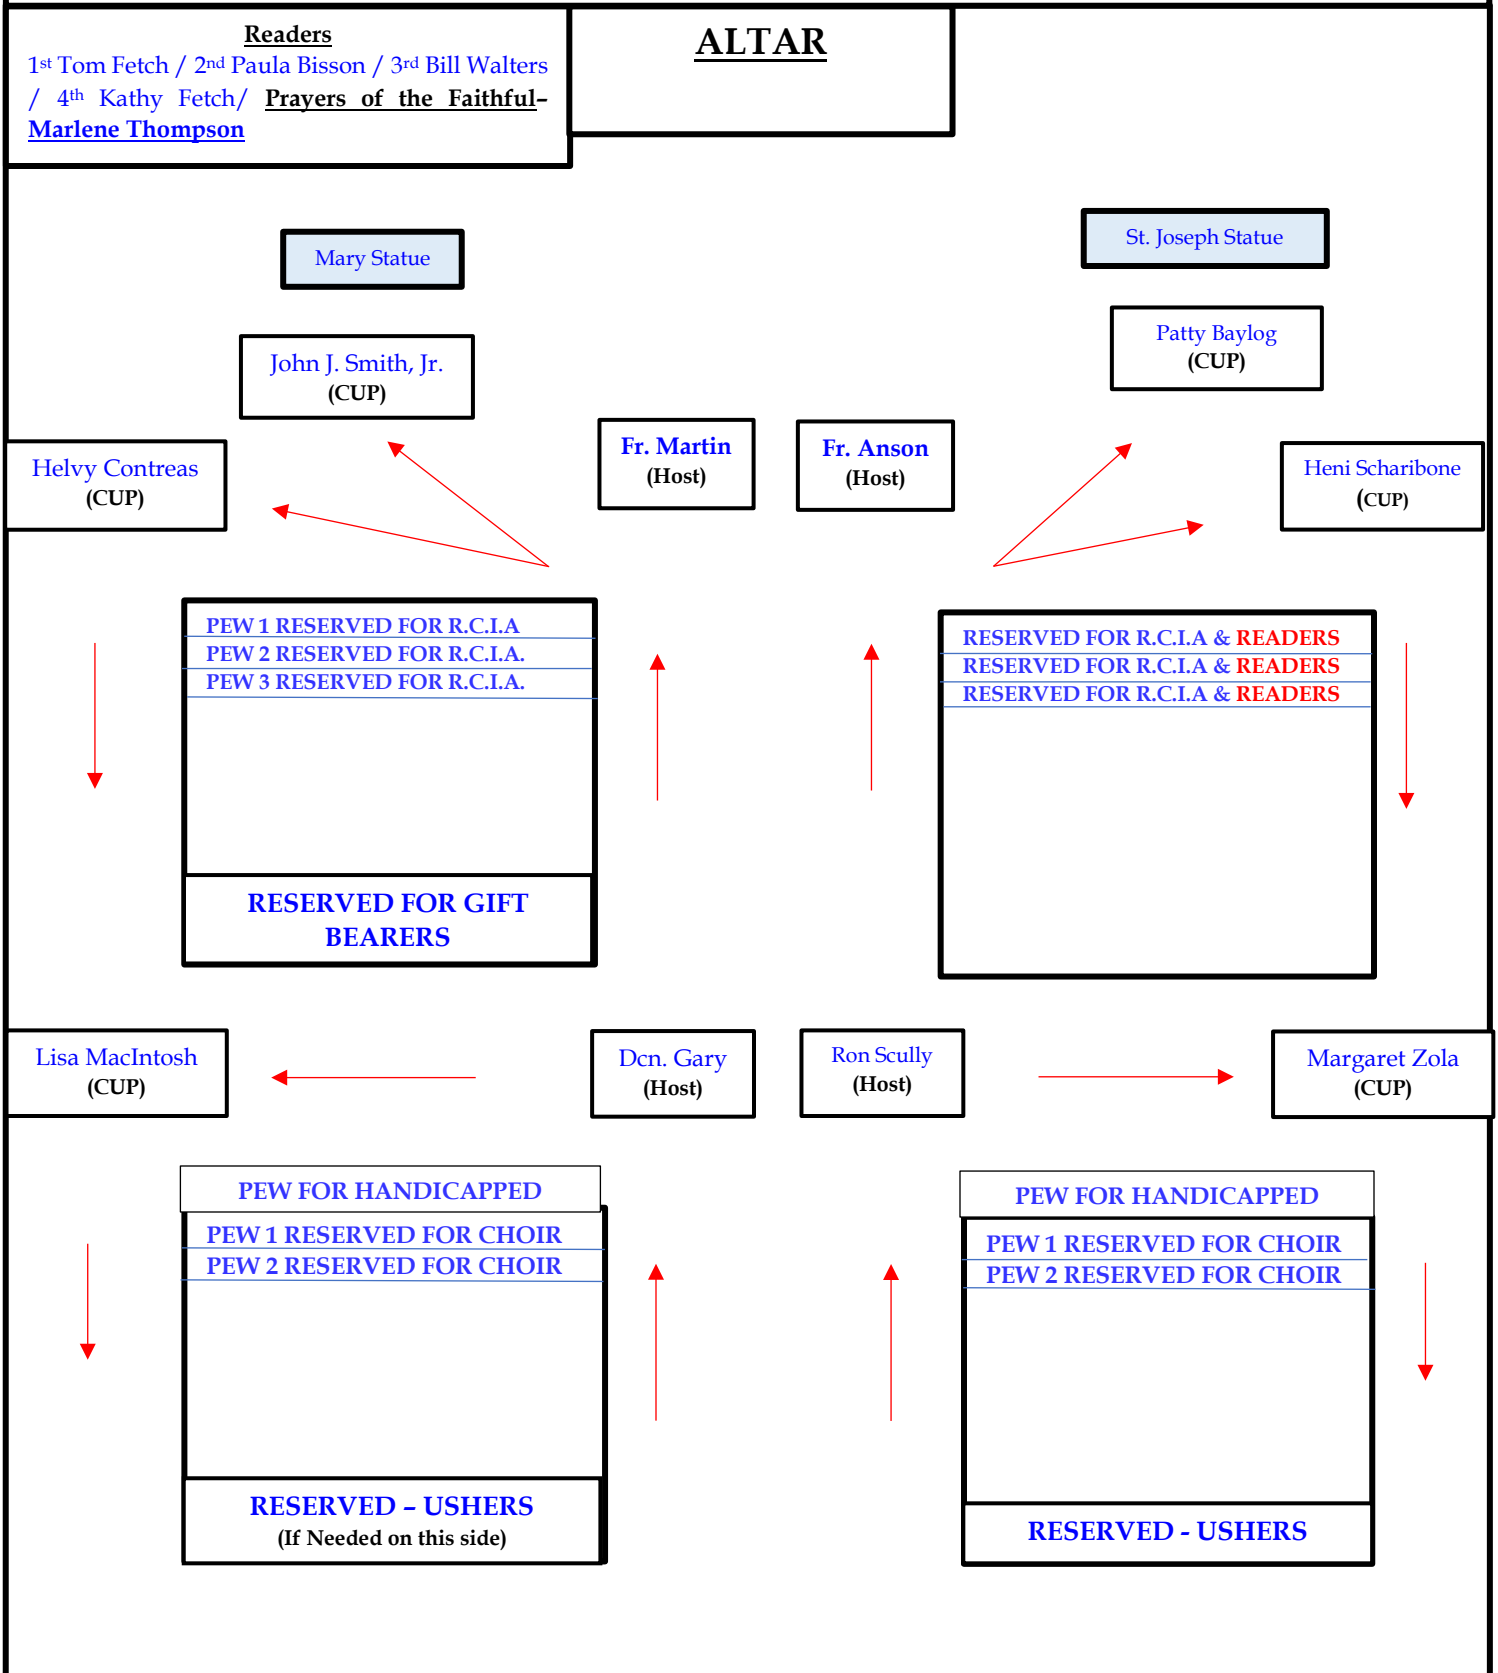 Readers
1st Tom Fetch / 2nd Paula Bisson / 3rd Bill Walters
/ 4th Kathy Fetch/ Prayers of the Faithful–
Marlene Thompson
ALTAR
Mary Statue
St. Joseph Statue
John J. Smith, Jr.
(CUP)
Patty Baylog
(CUP)
Helvy Contreas
(CUP)
Fr. Martin
(Host)
Fr. Anson
(Host)
Heni Scharibone
(CUP)
PEW 1 RESERVED FOR R.C.I.A
PEW 2 RESERVED FOR R.C.I.A.
PEW 3 RESERVED FOR R.C.I.A.
RESERVED FOR GIFT
BEARERS
RESERVED FOR R.C.I.A & READERS
RESERVED FOR R.C.I.A & READERS
RESERVED FOR R.C.I.A & READERS
Lisa MacIntosh
(CUP)
Dcn. Gary
(Host)
Ron Scully
(Host)
Margaret Zola
(CUP)
PEW FOR HANDICAPPED
PEW 1 RESERVED FOR CHOIR
PEW 2 RESERVED FOR CHOIR
RESERVED – USHERS
(If Needed on this side)
PEW FOR HANDICAPPED
PEW 1 RESERVED FOR CHOIR
PEW 2 RESERVED FOR CHOIR
RESERVED - USHERS